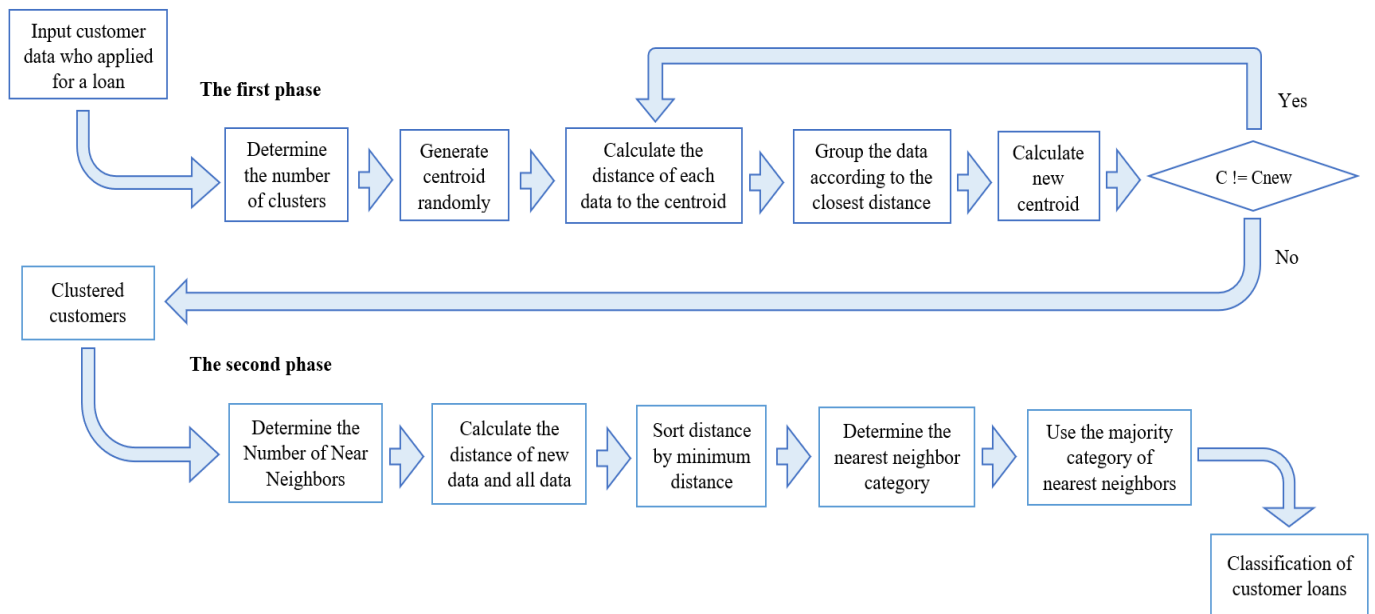 Input customer
data who applied
for a loan
The first phase
Yes
Determine
the number
of clusters
Generate
centroid
randomly
Calculate the
distance of each
data to the centroid
Group the data
according to the
closest distance
Calculate
new
centroid
C != Cnew
No
Clustered
customers
The second phase
Determine the
Number of Near
Neighbors
Calculate the
distance of new
data and all data
Sort distance
by minimum
distance
Determine the
nearest neighbor
category
Use the majority
category of
nearest neighbors
Classification of
customer loans